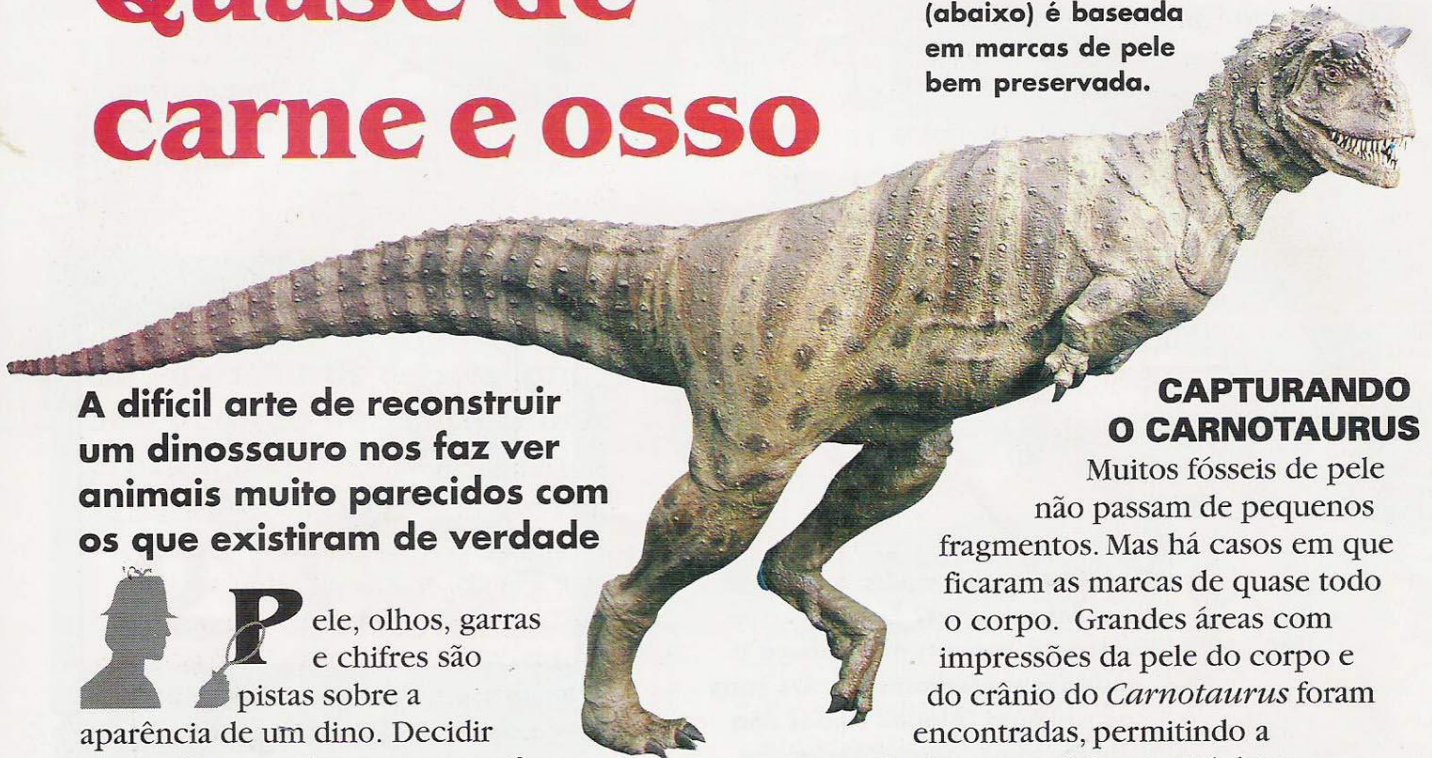 Quase de
carne e osso
(abaixo) é baseada
em marcas de pele
bem preservada.
A difícil arte de reconstruir
um dinossauro nos faz ver
animais muito parecidos com
os que existiram de verdade
Pele, olhos, garras
e chifres são
pistas sobre a
aparência de um dino. Decidir
CAPTURANDO
O CARNOTAURUS
Muitos fósseis de pele
não passam de pequenos
fragmentos. Mas há casos em que
ficaram as marcas de quase todo
o corpo. Grandes áreas com
impressões da pele do corpo e
do crânio do Carnotaurus foram
encontradas, permitindo a